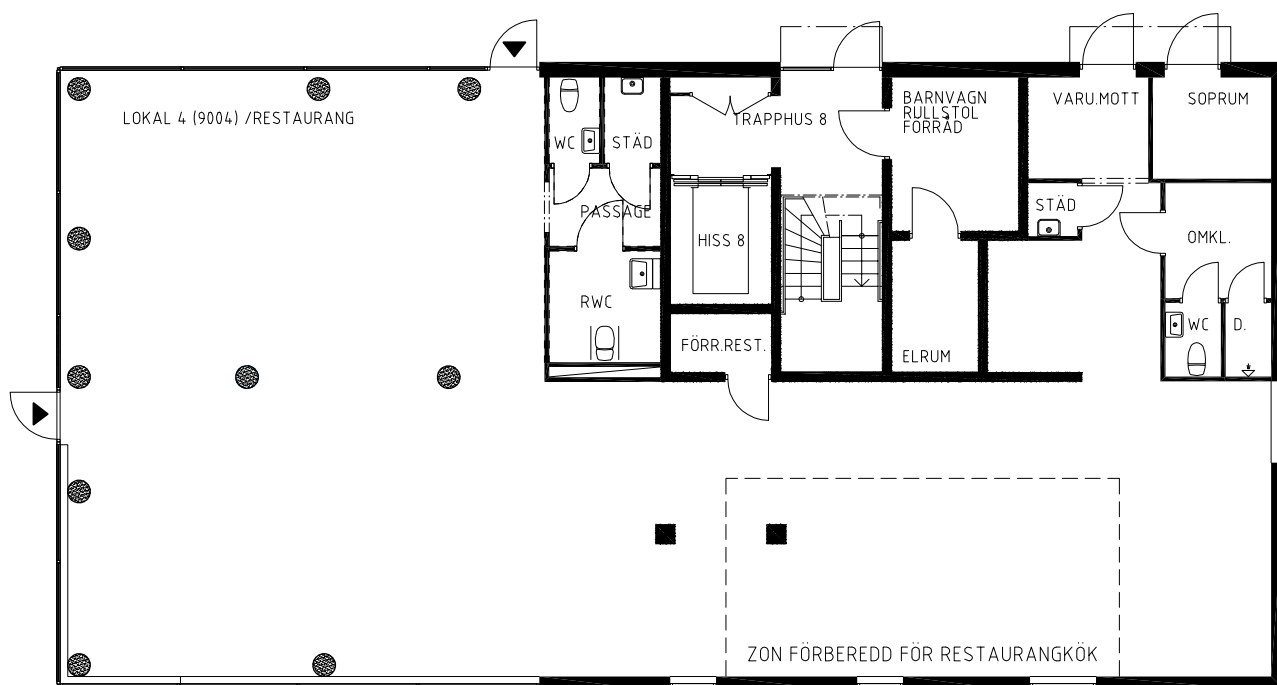 LOKAL 4 (9004) /RESTAURANG
WC
STÄD
PASSAGE
RWC
TRAPPHUS 8
HISS 8
FÖRR.REST.
BARNVAGN
RULLSTOL
FÖRRÅD
ELRUM
VARU.MOTT
SOPRUM
STÄD
OMKL.
WC
D.
ZON FÖRBEREDD FÖR RESTAURANGKÖK